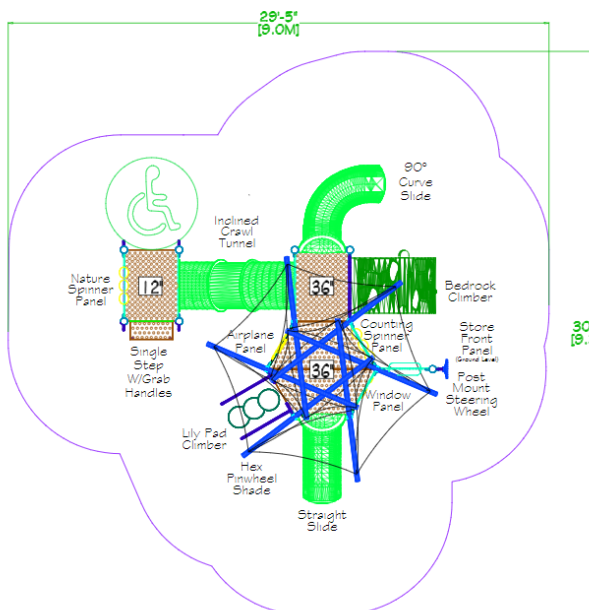 29'-5"
[9.0M]
90°
Curve
Slide
Inclined
Crawl
Tunnel
Nature
Spinner
Panel
12"
36"
Bedrock
Climber
Single
Step
W/Grab
Handles
Airplane
Panel
36"
Counting
Spinner
Panel
Store
Front
Panel
(Ground Level)
Post
Mount
Steering
Wheel
Window
Panel
Lily Pad
Climber
Hex
Pinwheel
Shade
Straight
Slide
30
[9.